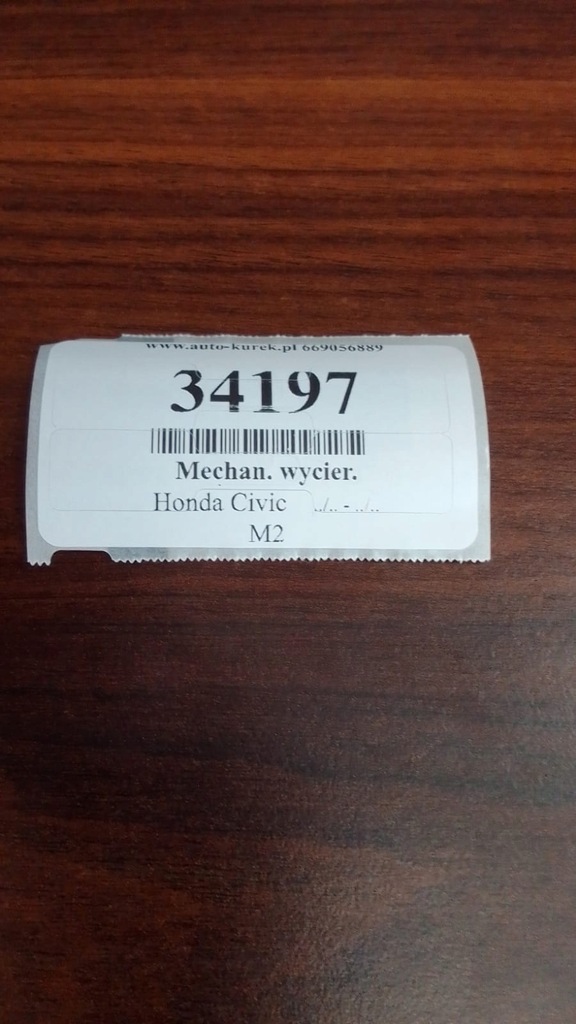 www.auto-kurek.pl 669056889
34197
Mechan. wycier.
Honda Civic ../.. - ../..
M2